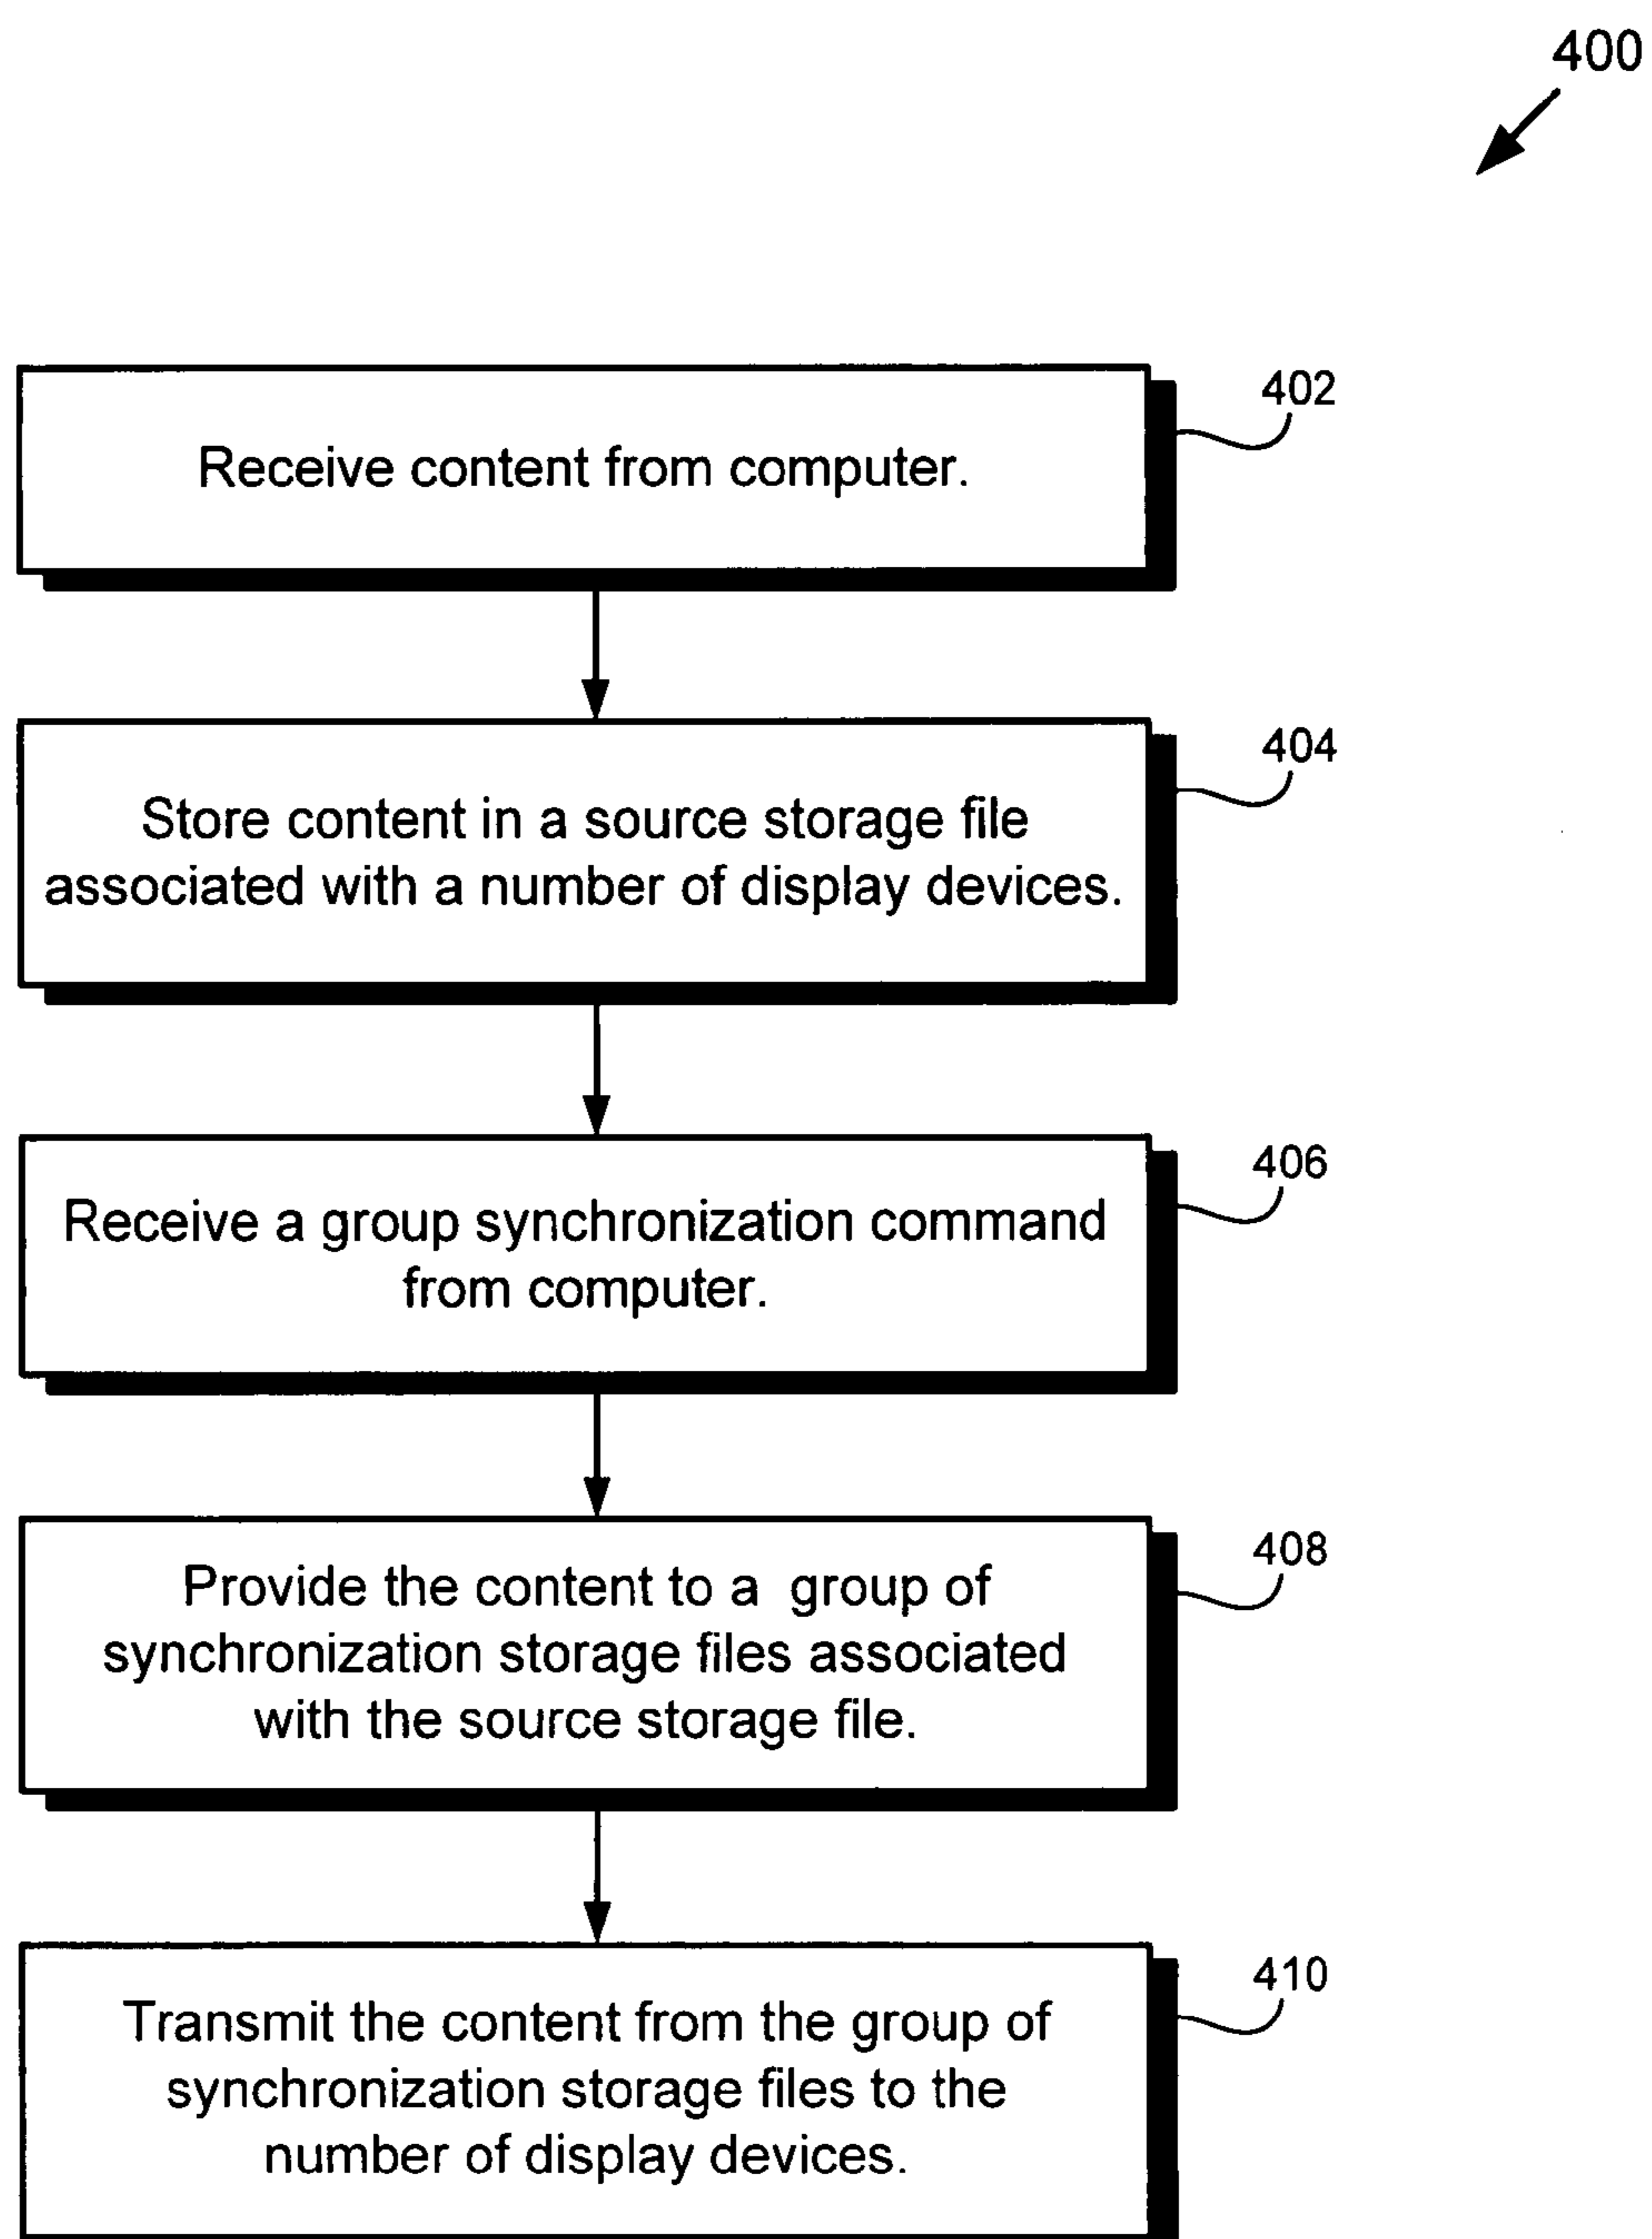 400
402
Receive content from computer.
404
Store content in a source storage file
associated with a number of display devices.
406
Receive a group synchronization command
from computer.
408
Provide the content to a group of
synchronization storage files associated
with the source storage file.
410
Transmit the content from the group of
synchronization storage files to the
number of display devices.